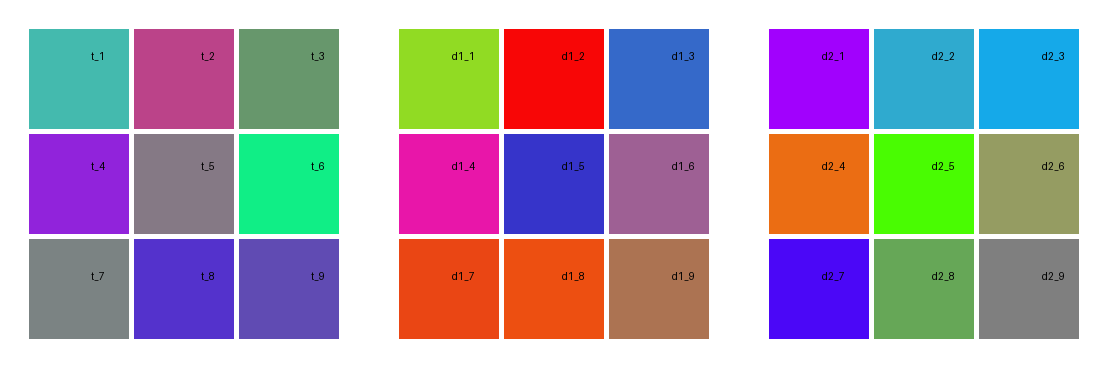 t_1 t_2 t_3 d1_1 d1_2 d1_3 d2_1 d2_2 d2_3
t_4 t_5 t_6 d1_4 d1_5 d1_6 d2_4 d2_5 d2_6
t_7 t_8 t_9 d1_7 d1_8 d1_9 d2_7 d2_8 d2_9